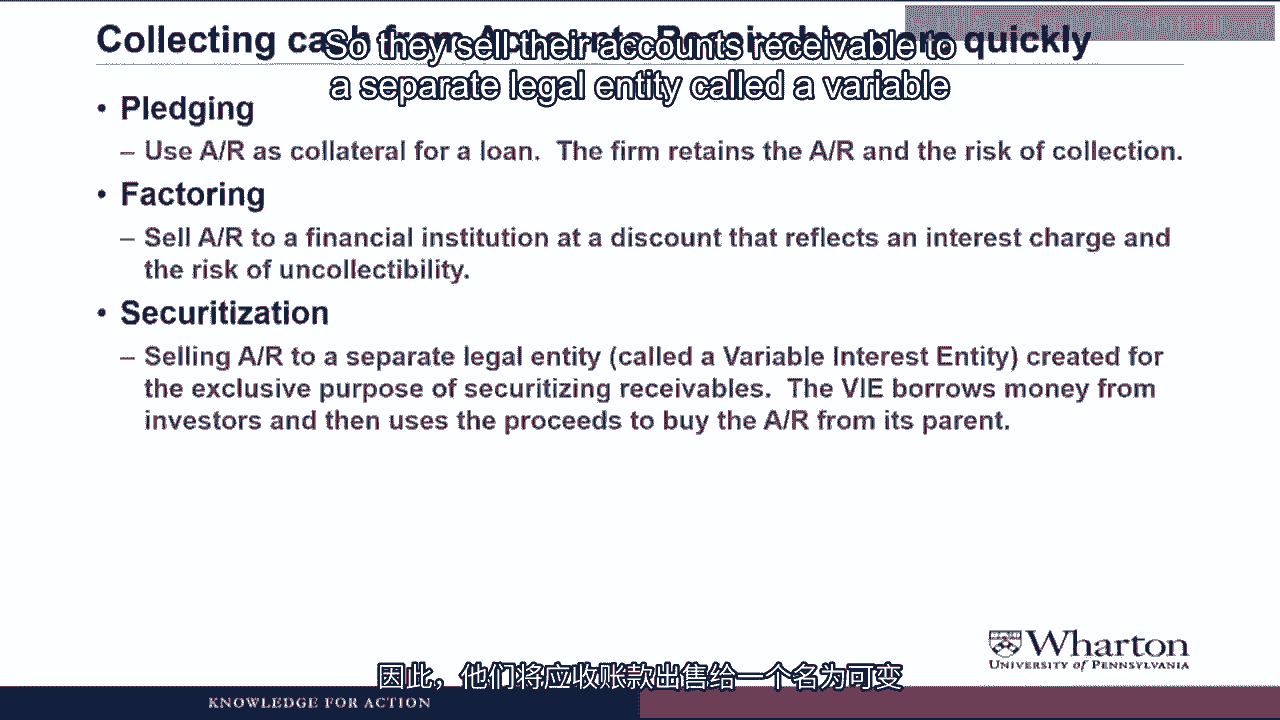 Collecting cash from Accounts Receivable more quickly
So they sell their accounts receivable to
a separate legal entity called a variable
• Pledging
– Use A/R as collateral for a loan. The firm retains the A/R and the risk of collection.
• Factoring
– Sell A/R to a financial institution at a discount that reflects an interest charge and
the risk of uncollectibility.
• Securitization
– Selling A/R to a separate legal entity (called a Variable Interest Entity) created for
the exclusive purpose of securitizing receivables. The VIE borrows money from
investors and then uses the proceeds to buy the A/R from its parent.
Wharton
UNIVERSITY of PENNSYLVANIA
因此，他们将应收账款出售给一个名为可变
KNOWLEDGE FOR ACTION